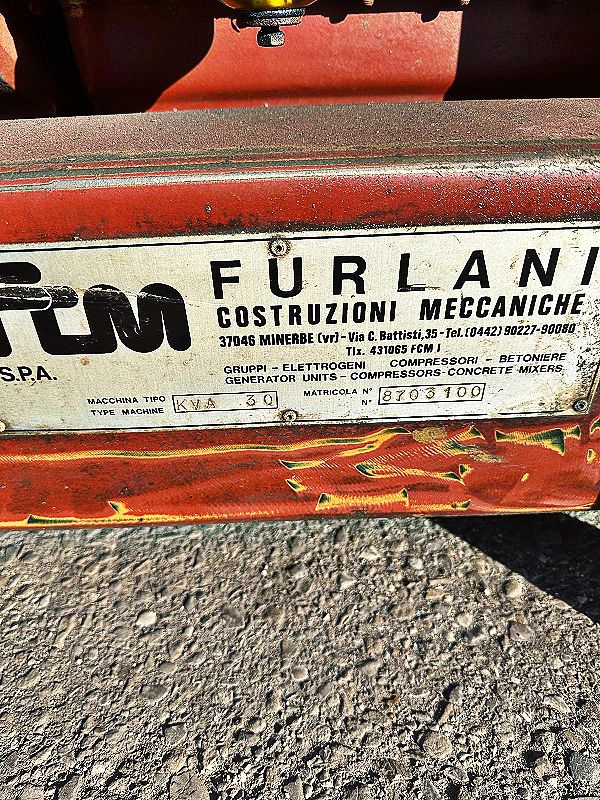 FCM
FURLANI
COSTRUZIONI MECCANICHE
37046 MINERBE (vr) - Via C. Battisti, 35 - Tel. (0442) 90227-90080
Tlx. 431065 FCM I
S.P.A.
GRUPPI - ELETTROGENI COMPRESSORI - BETONIERE
GENERATOR UNITS - COMPRESSORS - CONCRETE MIXERS
MACCHINA TIPO
TYPE MACHINE
KVA 30
MATRICOLA N°
N°
8703100